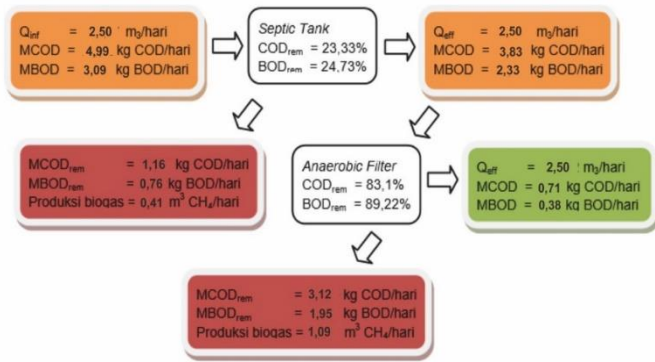 Qinf = 2,50 m3/hari
MCOD = 4,99 kg COD/hari
MBOD = 3,09 kg BOD/hari
Septic Tank
CODrem = 23,33%
BODrem = 24,73%
Qeff = 2,50 m3/hari
MCOD = 3,83 kg COD/hari
MBOD = 2,33 kg BOD/hari
MCODrem = 1,16 kg COD/hari
MBODrem = 0,76 kg BOD/hari
Produksi biogas = 0,41 m³ CH₄/hari
Anaerobic Filter
CODrem = 83,1%
BODrem = 89,22%
Qeff = 2,50 m3/hari
MCOD = 0,71 kg COD/hari
MBOD = 0,38 kg BOD/hari
MCODrem = 3,12 kg COD/hari
MBODrem = 1,95 kg BOD/hari
Produksi biogas = 1,09 m³ CH₄/hari